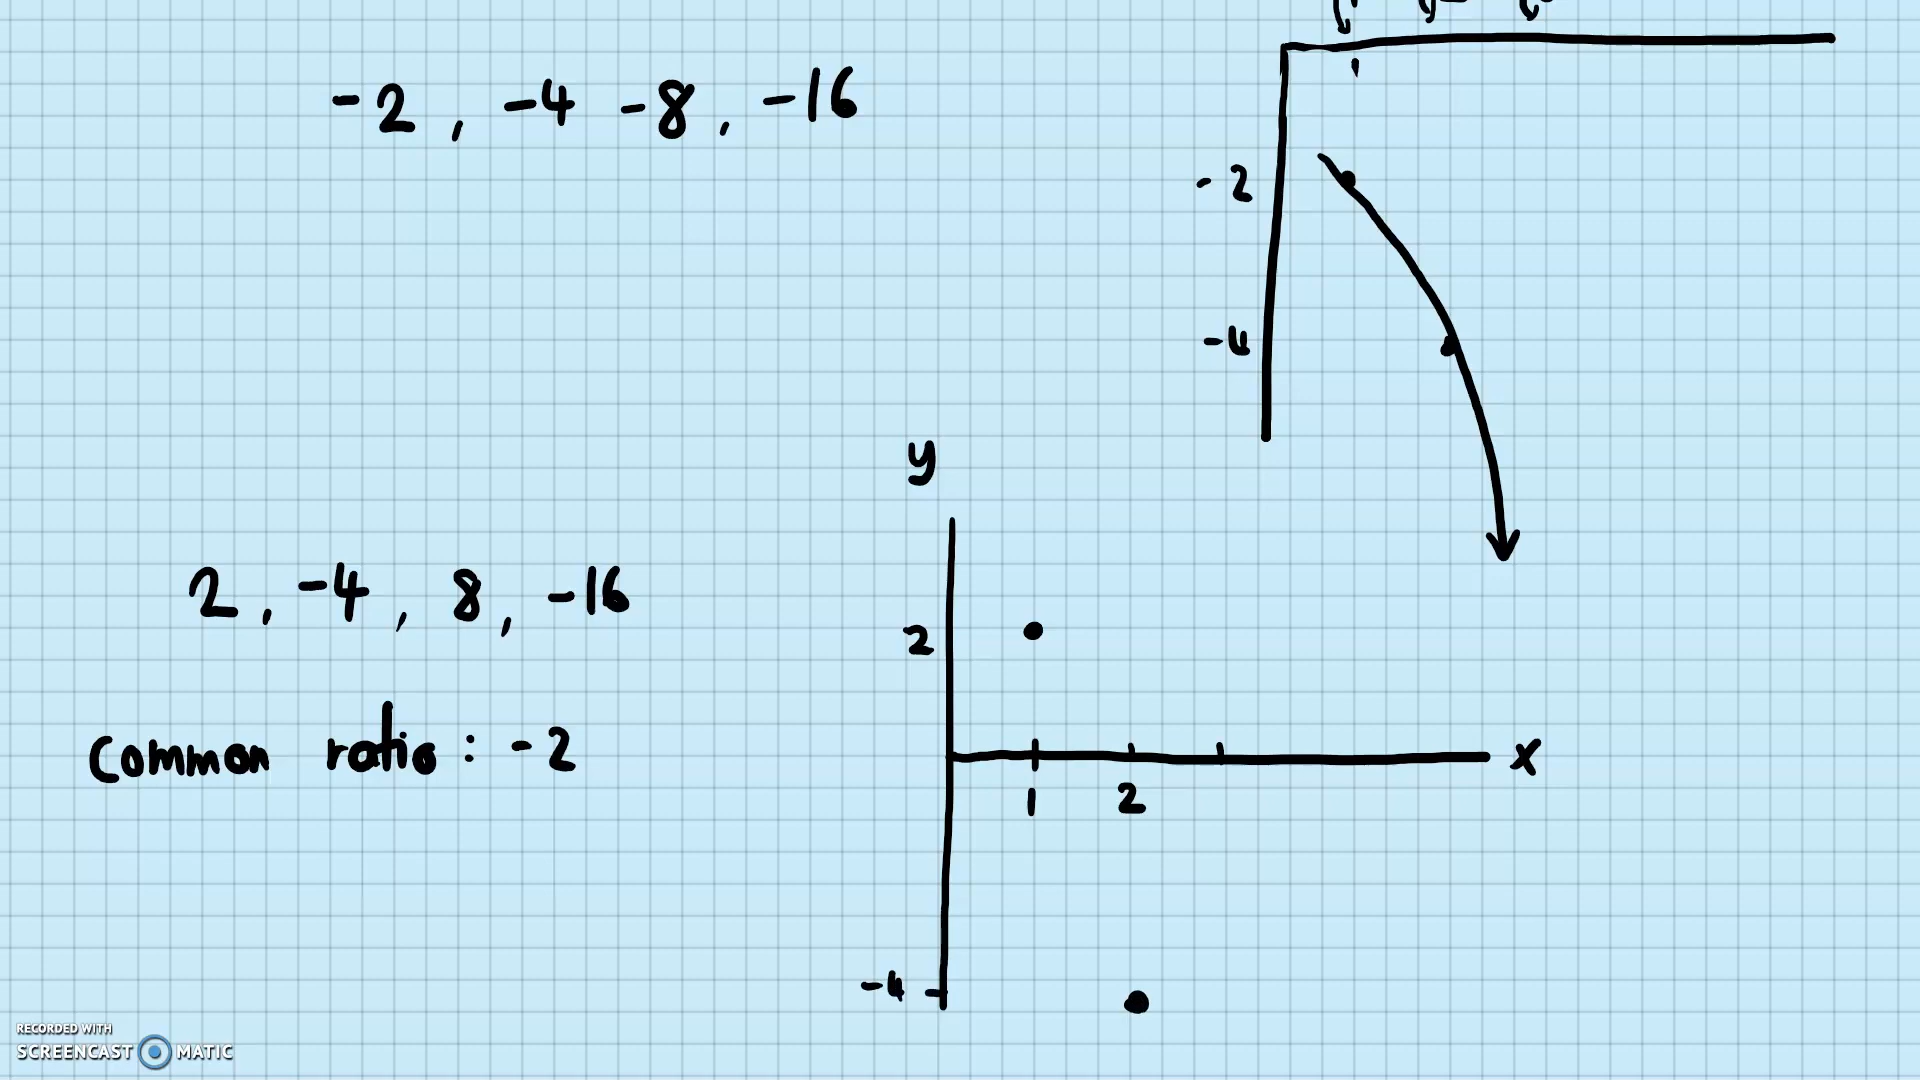 -2, -4 -8, -16
1
-2
-4
y
2, -4, 8, -16
2
Common ratio: -2
x
1 2
-4
RECORDED WITH
SCREENCAST MATIC